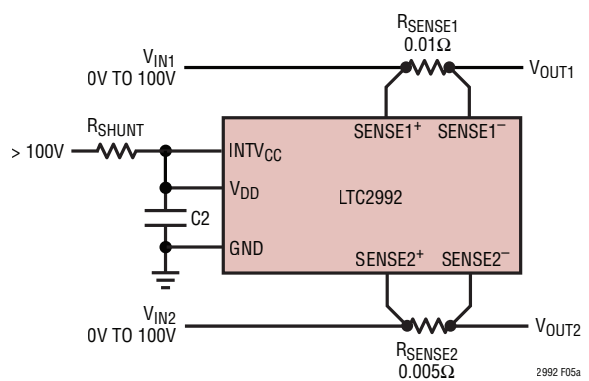 RSENSE1
0.01Ω
VIN1
0V TO 100V
VOUT1
RSHUNT
> 100V
SENSE1+ SENSE1–
INTVCC
VDD
LTC2992
C2
GND
SENSE2+ SENSE2–
VIN2
0V TO 100V
VOUT2
RSENSE2
0.005Ω
2992 F05a